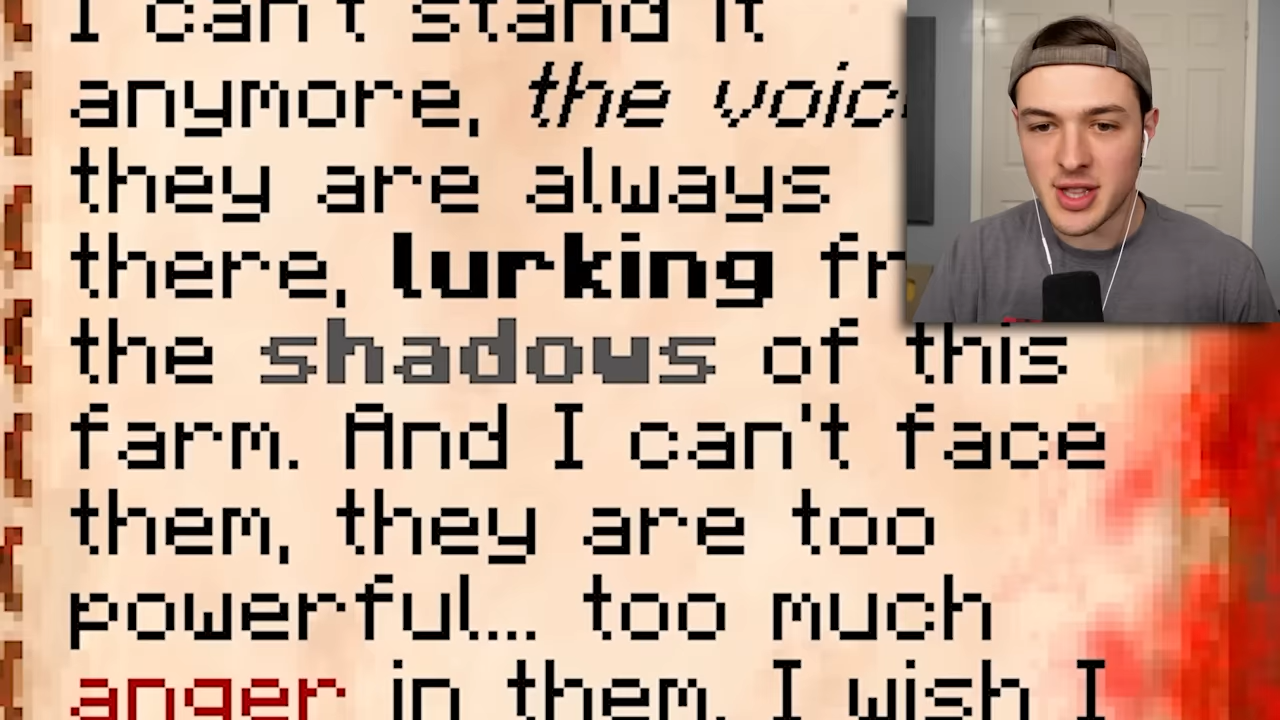 I can't stand it
anymore, the
they are always
there, lurking
the shadows of this
farm. And I can't face
them, they are too
powerful... too much
anger in them. I wish I